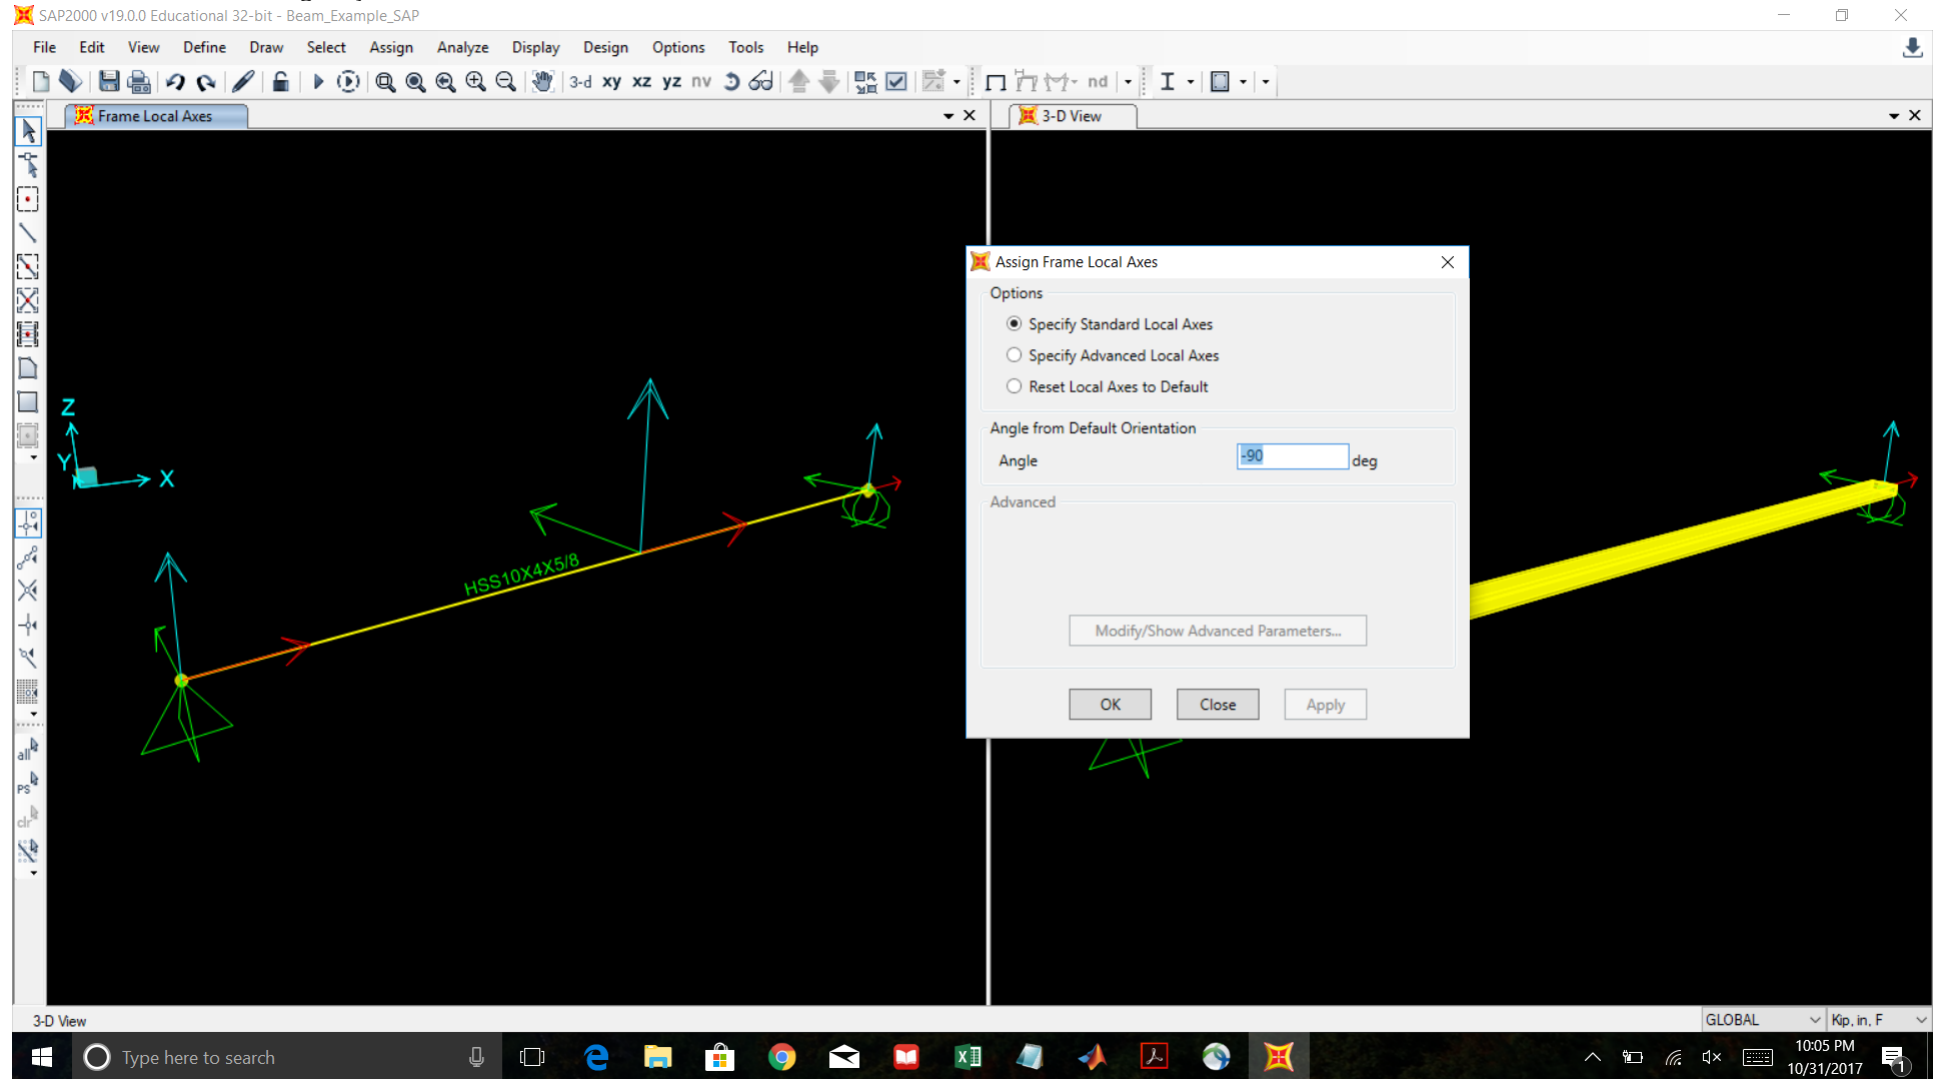 SAP2000 v19.0.0 Educational 32-bit - Beam_Example_SAP
File Edit View Define Draw Select Assign Analyze Display Design Options Tools Help
3-d xy xz yz nv nd
Frame Local Axes
3-D View
Assign Frame Local Axes
Options
Specify Standard Local Axes
Specify Advanced Local Axes
Reset Local Axes to Default
Angle from Default Orientation
Angle -90 deg
Advanced
Modify/Show Advanced Parameters...
OK Close Apply
Z
Y
X
HSS10X4X5/8
all
PS
clr
3-D View
GLOBAL
Kip, in, F
Type here to search
10:05 PM
10/31/2017
1